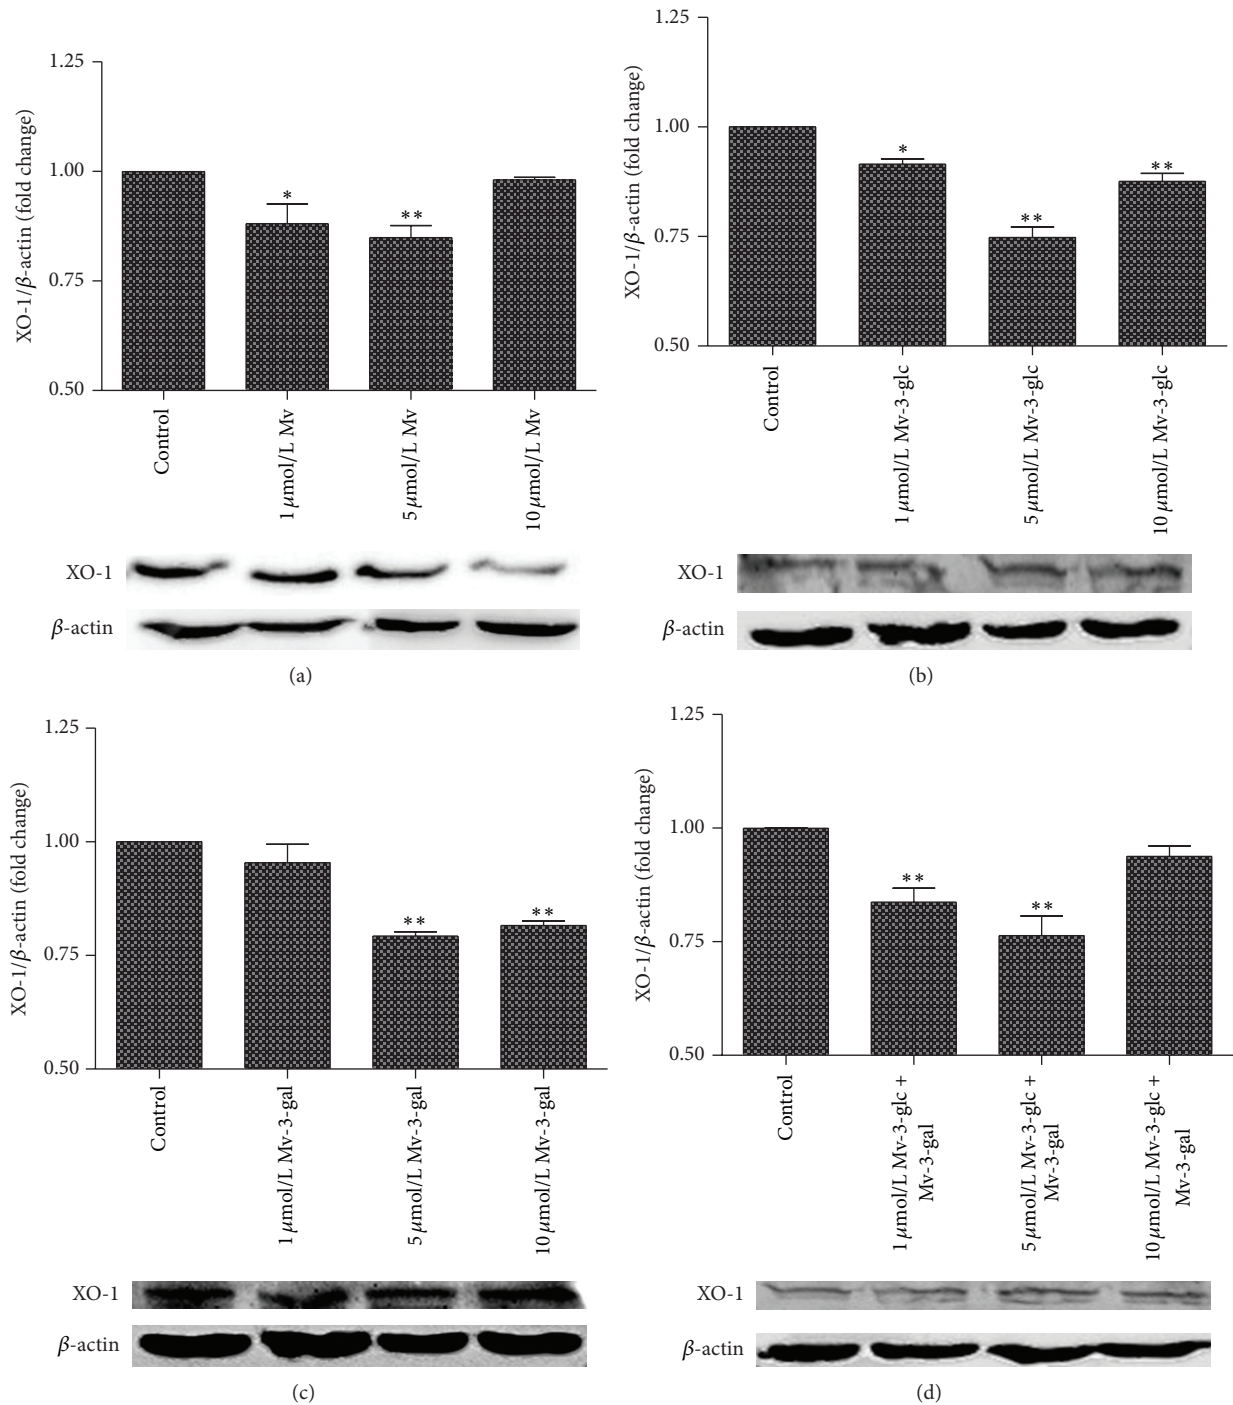 XO-1/β-actin (fold change)
1.25
1.00
0.75
0.50
*
**
Control
1 μmol/L Mv
5 μmol/L Mv
10 μmol/L Mv
XO-1
β-actin
(a)
XO-1/β-actin (fold change)
1.25
1.00
0.75
0.50
*
**
**
Control
1 μmol/L Mv-3-glc
5 μmol/L Mv-3-glc
10 μmol/L Mv-3-glc
XO-1
β-actin
(b)
XO-1/β-actin (fold change)
1.25
1.00
0.75
0.50
**
**
Control
1 μmol/L Mv-3-gal
5 μmol/L Mv-3-gal
10 μmol/L Mv-3-gal
XO-1
β-actin
(c)
XO-1/β-actin (fold change)
1.25
1.00
0.75
0.50
**
**
Control
1 μmol/L Mv-3-glc +
Mv-3-gal
5 μmol/L Mv-3-glc +
Mv-3-gal
10 μmol/L Mv-3-glc +
Mv-3-gal
XO-1
β-actin
(d)